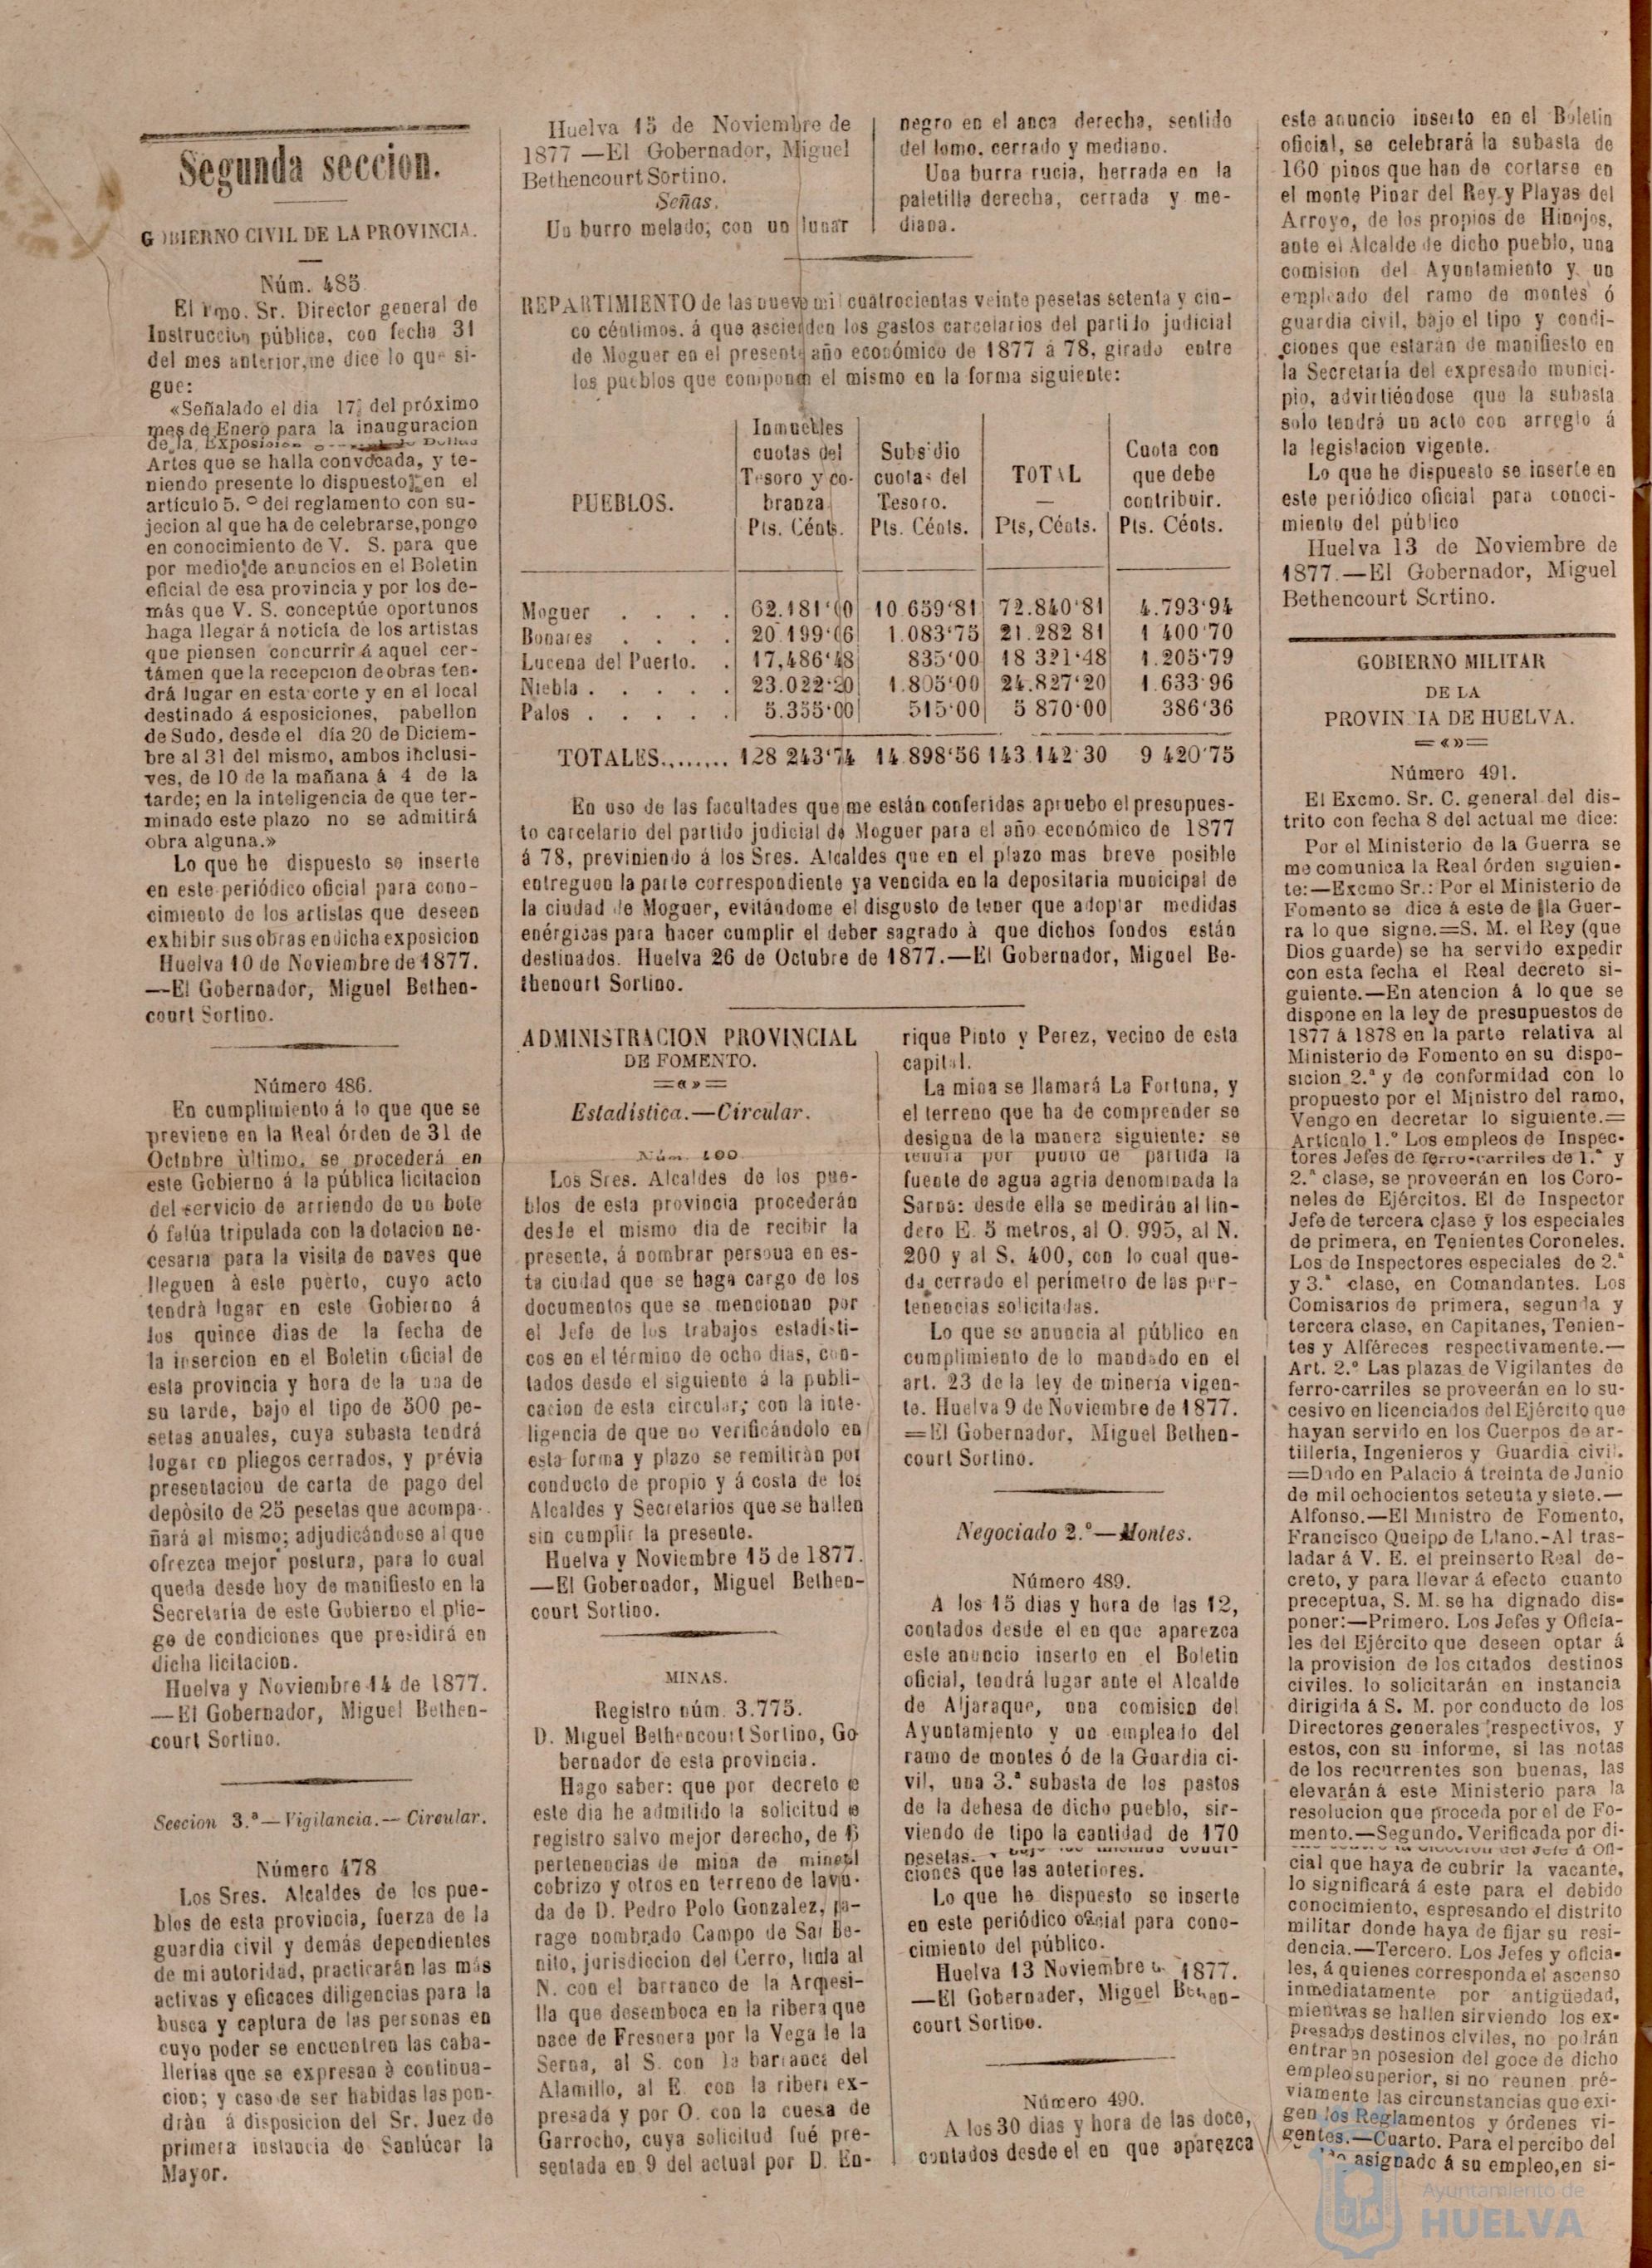 Segunda seccion.
GOBIERNO CIVIL DE LA PROVINCIA.
Núm. 485
El Ilmo. Sr. Director general de
Instruccion pública, con fecha 31
del mes anterior, me dice lo que si-
gue:
«Señalado el dia 17 del próximo
mes de Enero para la inauguracion
de la Exposicion Bellas
Artes que se halla convocada, y te-
niendo presente lo dispuesto en el
artículo 5.º del reglamento con su-
jecion al que ha de celebrarse, pongo
en conocimiento de V. S. para que
por medio de anuncios en el Boletin
oficial de esa provincia y por los de-
más que V. S. conceptúe oportunos
haga llegar á noticia de los artistas
que piensen concurrir á aquel cer-
támen que la recepcion de obras ten-
drá lugar en esta corte y en el local
destinado á esposiciones, pabellon
de Sudo, desde el dia 20 de Diciem-
bre al 31 del mismo, ambos inclusi-
ves, de 10 de la mañana á 4 de la
tarde; en la inteligencia de que ter-
minado este plazo no se admitirá
obra alguna.»
Lo que he dispuesto se inserte
en este periódico oficial para cono-
cimiento de los artistas que deseen
exhibir sus obras en dicha exposicion
Huelva 10 de Noviembre de 1877.
—El Gobernador, Miguel Bethen-
court Sortino.
Número 486.
En cumplimiento á lo que que se
previene en la Real órden de 31 de
Octubre último, se procederá en
este Gobierno á la pública licitacion
del servicio de arriendo de un bote
ó falúa tripulada con la dotacion ne-
cesaria para la visita de naves que
lleguen á este puerto, cuyo acto
tendrá lugar en este Gobierno á
los quince dias de la fecha de
la insercion en el Boletin oficial de
esta provincia y hora de la una de
su tarde, bajo el tipo de 500 pe-
setas anuales, cuya subasta tendrá
lugar en pliegos cerrados, y prévia
presentacion de carta de pago del
depósito de 25 pesetas que acompa-
ñará al mismo; adjudicándose al que
ofrezca mejor postura, para lo cual
queda desde hoy de manifiesto en la
Secretaría de este Gobierno el plie-
go de condiciones que presidirá en
dicha licitacion.
Huelva y Noviembre 14 de 1877.
—El Gobernador, Miguel Bethen-
court Sortino.
Seccion 3.ª—Vigilancia.—Circular.
Número 478
Los Sres. Alcaldes de los pue-
blos de esta provincia, fuerza de la
guardia civil y demás dependientes
de mi autoridad, practicarán las más
activas y eficaces diligencias para la
busca y captura de las personas en
cuyo poder se encuentren las caba-
llerias que se expresan à continua-
cion; y caso de ser habidas las pon-
dràn á disposicion del Sr. Juez de
primera instancia de Sanlúcar la
Mayor.
Huelva 15 de Noviembre de
1877—El Gobernador, Miguel
Bethencourt Sortino.
Señas.
Un burro melado, con un lunar
negro en el anca derecha, sentido
del lomo. cerrado y mediano.
Una burra rucia, herrada en la
paletilla derecha, cerrada y me-
diana.
REPARTIMIENTO de las nueve mil cuatrocientas veinte pesetas setenta y cin-
co céntimos. á que ascienden los gastos carcelarios del partido judicial
de Moguer en el presente año económico de 1877 á 78, girado entre
los pueblos que componen el mismo en la forma siguiente:
PUEBLOS. | Inmuebles cuotas del Tesoro y co-branza Pts. Cénts. | Subsidio cuotas del Tesoro. Pts. Cénts. | TOTAL — Pts, Cénts. | Cuota con que debe contribuir. Pts. Cénts.
Moguer . . . . | 62.181'00 | 10.659'81 | 72.840'81 | 4.793'94
Bonares . . . . | 20.199'06 | 1.083'75 | 21.282 81 | 1 400'70
Lucena del Puerto. . | 17,486'48 | 835'00 | 18 321'48 | 1.205'79
Niebla . . . . . | 23.022'20 | 1.805'00 | 24.827'20 | 1.633'96
Palos . . . . . | 5.355'00 | 515'00 | 5 870'00 | 386'36
TOTALES........ 128 243'74 14.898'56 143 142'30 9 420'75
En uso de las facultades que me están conferidas apruebo el presupues-
to carcelario del partido judicial de Moguer para el año económico de 1877
á 78, previniendo á los Sres. Alcaldes que en el plazo mas breve posible
entreguen la parte correspondiente ya vencida en la depositaria municipal de
la ciudad de Moguer, evitándome el disgusto de tener que adoptar medidas
enérgicas para hacer cumplir el deber sagrado à que dichos fondos están
destinados. Huelva 26 de Octubre de 1877.—El Gobernador, Miguel Be-
thencourt Sortino.
ADMINISTRACION PROVINCIAL
DE FOMENTO.
=«»=
Estadística.—Circular.
Núm.
Los Sres. Alcaldes de los pue-
blos de esta provincia procederán
desde el mismo dia de recibir la
presente, á nombrar persona en es-
ta ciudad que se haga cargo de los
documentos que se mencionan por
el Jefe de los trabajos estadísti-
cos en el término de ocho dias, con-
tados desde el siguiente á la publi-
cacion de esta circular; con la inte-
ligencia de que no verificándolo en
esta forma y plazo se remitirán por
conducto de propio y á costa de los
Alcaldes y Secretarios que se hallen
sin cumplir la presente.
Huelva y Noviembre 15 de 1877.
—El Gobernador, Miguel Bethen-
court Sortino.
MINAS.
Registro núm. 3.775.
D. Miguel Bethencourt Sortino, Go
bernador de esta provincia.
Hago saber: que por decreto e
este dia he admitido la solicitud e
registro salvo mejor derecho, de
pertenencias de mina de mineral
cobrizo y otros en terreno de
da de D. Pedro Polo Gonzalez, pa-
rage nombrado Campo de San Be-
nito, jurisdiccion del Cerro, linda al
N. con el barranco de la
lla que desemboca en la ribera que
nace de Fresnera por la Vega de la
Serna, al S. con la barranca del
Alamillo, al E. con la ribera ex-
presada y por O. con la cuesta de
Garrocho, cuya solicitud fué pre-
sentada en 9 del actual por D. En-
rique Pinto y Perez, vecino de esta
capital.
La mina se llamará La Fortuna, y
el terreno que ha de comprender se
designa de la manera siguiente: se
tendrá por punto de partida la
fuente de agua agria denominada la
Sarna: desde ella se medirán al lin-
dero E. 5 metros, al O. 995, al N.
200 y al S. 400, con lo cual que-
da cerrado el perímetro de las per-
tenencias solicitadas.
Lo que se anuncia al público en
cumplimiento de lo mandado en el
art. 23 de la ley de minería vigen-
te. Huelva 9 de Noviembre de 1877.
=El Gobernador, Miguel Bethen-
court Sortino.
Negociado 2.º—Montes.
Número 489.
A los 15 dias y hora de las 12,
contados desde el en que aparezca
este anuncio inserto en el Boletin
oficial, tendrá lugar ante el Alcalde
de Aljaraque, una comision del
Ayuntamiento y un empleado del
ramo de montes ó de la Guardia ci-
vil, una 3.ª subasta de los pastos
de la dehesa de dicho pueblo, sir-
viendo de tipo la cantidad de 170
pesetas. y bajo las mismas condi-
ciones que las anteriores.
Lo que he dispuesto se inserte
en este periódico oficial para cono-
cimiento del público.
Huelva 13 Noviembre 1877.
—El Gobernador, Miguel Bethen-
court Sortino.
Número 490.
A los 30 dias y hora de las doce,
contados desde el en que aparezca
este anuncio inserto en el Boletin
oficial, se celebrará la subasta de
160 pinos que han de cortarse en
el monte Pinar del Rey y Playas del
Arroyo, de los propios de Hinojos,
ante el Alcalde de dicho pueblo, una
comision del Ayuntamiento y un
empleado del ramo de montes ó
guardia civil, bajo el tipo y condi-
ciones que estarán de manifiesto en
la Secretaría del expresado munici-
pio, advirtiéndose que la subasta
solo tendrá un acto con arreglo á
la legislacion vigente.
Lo que he dispuesto se inserte en
este periódico oficial para conoci-
miento del público
Huelva 13 de Noviembre de
1877.—El Gobernador, Miguel
Bethencourt Sortino.
GOBIERNO MILITAR
DE LA
PROVINCIA DE HUELVA.
=«»=
Número 491.
El Excmo. Sr. C. general del dis-
trito con fecha 8 del actual me dice:
Por el Ministerio de la Guerra se
me comunica la Real órden siguien-
te:—Excmo Sr.: Por el Ministerio de
Fomento se dice á este de la Guer-
ra lo que signe.=S. M. el Rey (que
Dios guarde) se ha servido expedir
con esta fecha el Real decreto si-
guiente.—En atencion á lo que se
dispone en la ley de presupuestos de
1877 á 1878 en la parte relativa al
Ministerio de Fomento en su dispo-
sicion 2.ª y de conformidad con lo
propuesto por el Ministro del ramo,
Vengo en decretar lo siguiente.=
Artículo 1.º Los empleos de Inspec-
tores Jefes de ferro-carriles de 1.ª y
2.ª clase, se proveerán en los Coro-
neles de Ejércitos. El de Inspector
Jefe de tercera clase y los especiales
de primera, en Tenientes Coroneles.
Los de Inspectores especiales de 2.ª
y 3.ª clase, en Comandantes. Los
Comisarios de primera, segunda y
tercera clase, en Capitanes, Tenien-
tes y Alféreces respectivamente.—
Art. 2.º Las plazas de Vigilantes de
ferro-carriles se proveerán en lo su-
cesivo en licenciados del Ejército que
hayan servido en los Cuerpos de ar-
tillería, Ingenieros y Guardia civil.
=Dado en Palacio á treinta de Junio
de mil ochocientos setenta y siete.—
Alfonso.—El Ministro de Fomento,
Francisco Queipo de Llano.-Al tras-
ladar á V. E. el preinserto Real de-
creto, y para llevar á efecto cuanto
preceptua, S. M. se ha dignado dis-
poner:—Primero. Los Jefes y Oficia-
les del Ejército que deseen optar á
la provision de los citados destinos
civiles. lo solicitarán en instancia
dirigida á S. M. por conducto de los
Directores generales respectivos, y
estos, con su informe, si las notas
de los recurrentes son buenas, las
elevarán á este Ministerio para la
resolucion que proceda por el de Fo-
mento.—Segundo. Verificada por di-
la eleccion del Jefe ú Ofi-
cial que haya de cubrir la vacante,
lo significará á este para el debido
conocimiento, espresando el distrito
militar donde haya de fijar su resi-
dencia.—Tercero. Los Jefes y oficia-
les, á quienes corresponda el ascenso
inmediatamente por antigüedad,
mientras se hallen sirviendo los ex-
presados destinos civiles, no podrán
entrar en posesion del goce de dicho
empleo superior, si no reunen pré-
viamente las circunstancias que exi-
gen los Reglamentos y órdenes vi-
gentes.—Cuarto. Para el percibo del
asignado á su empleo, en si-
Ayuntamiento de
HUELVA